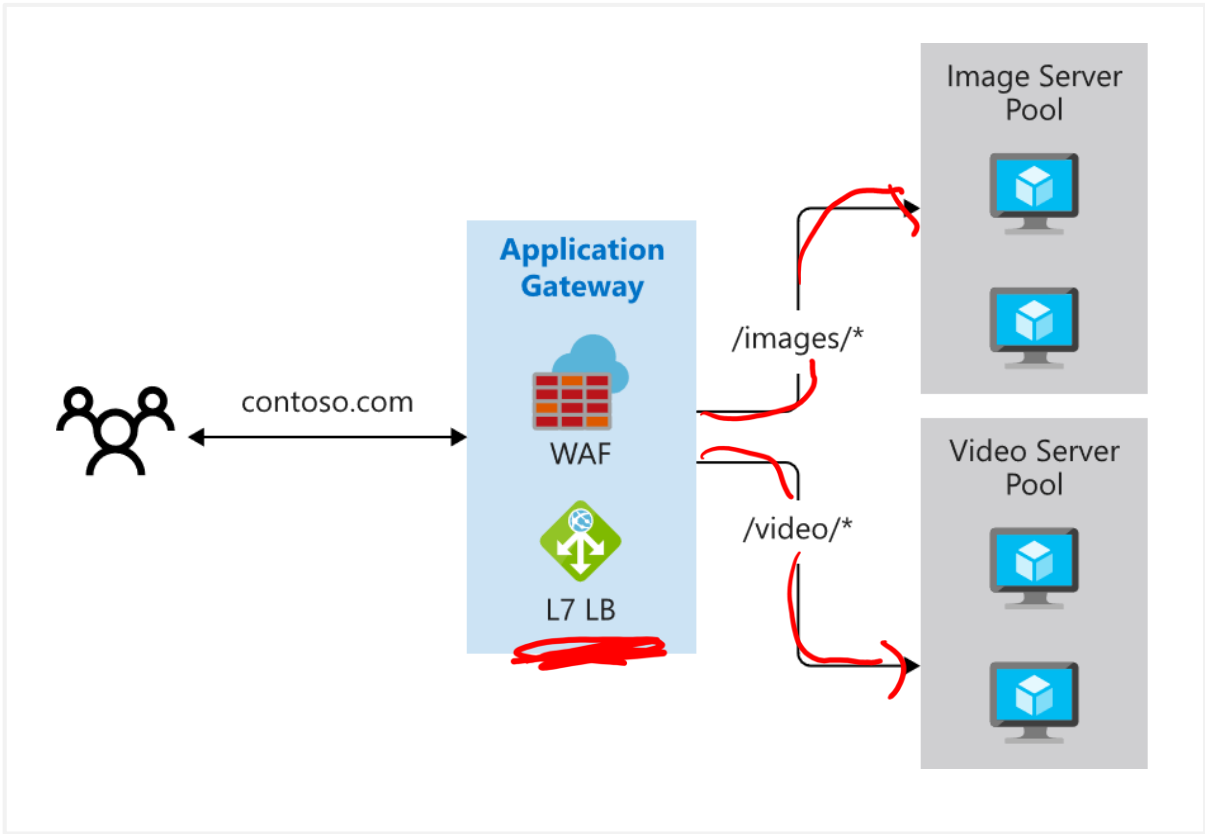 contoso.com
Application
Gateway
WAF
L7 LB
/images/*
/video/*
Image Server
Pool
Video Server
Pool